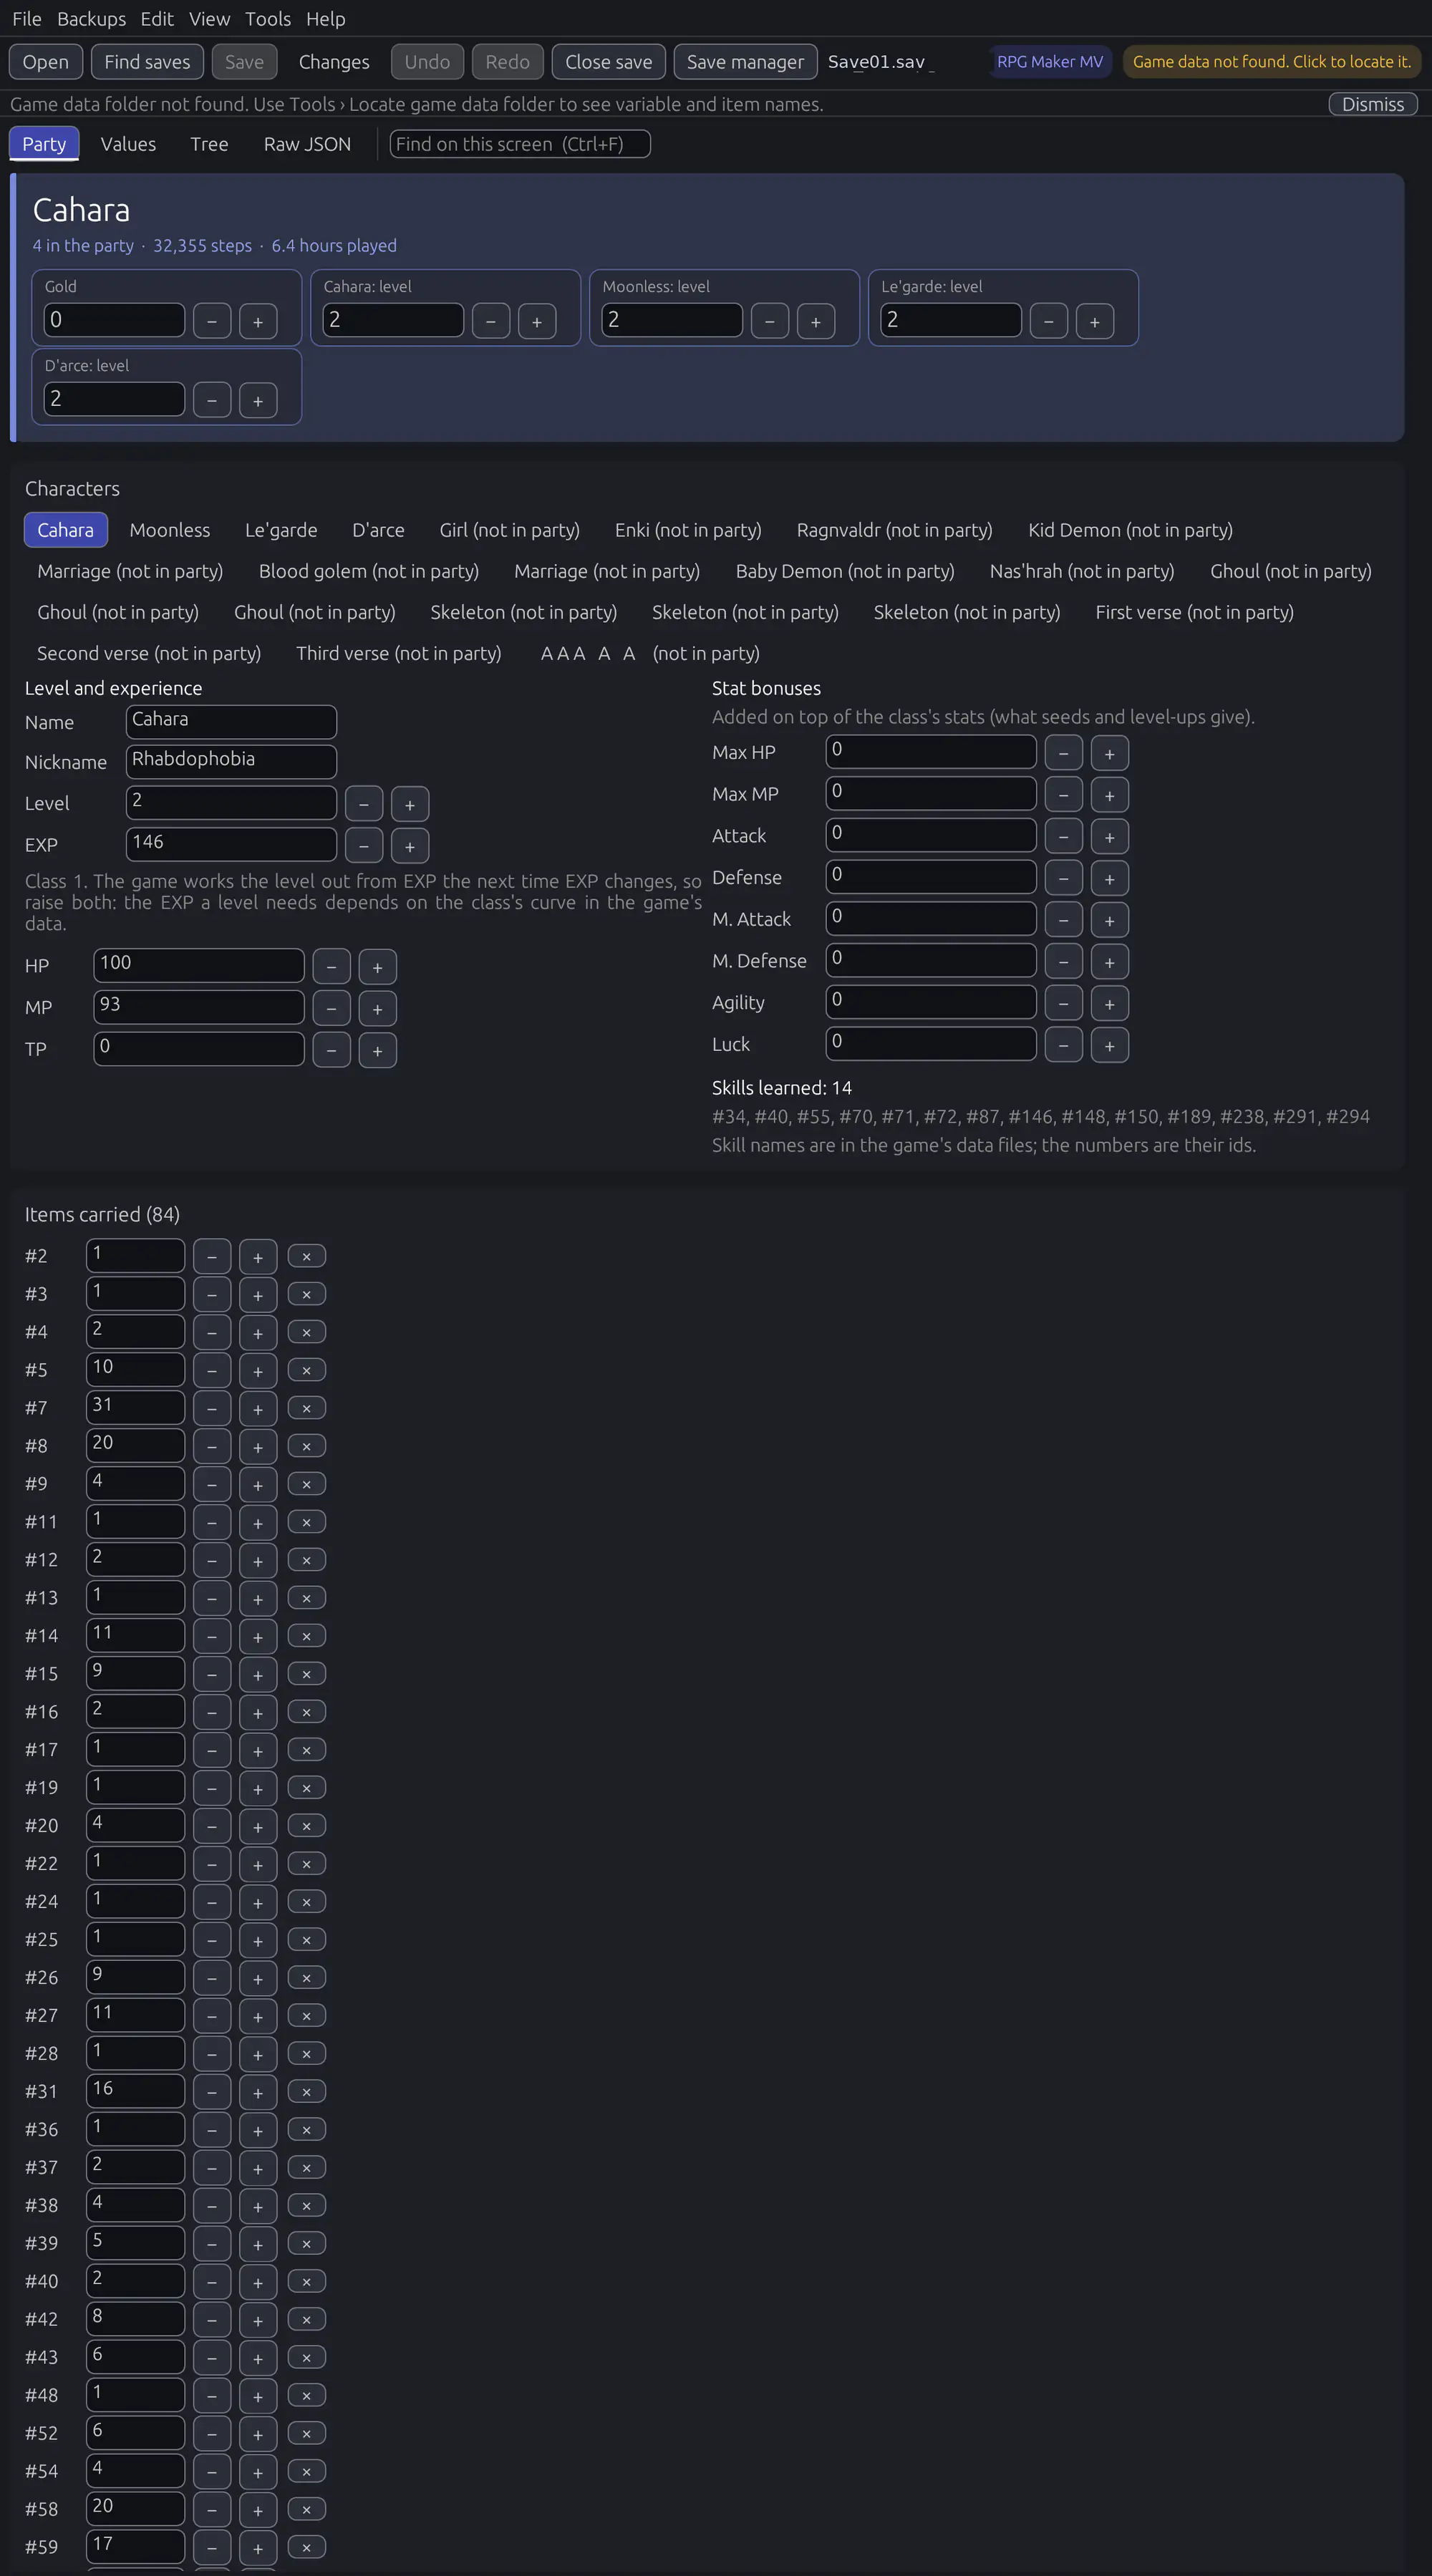 File Backups Edit View Tools Help
Open Find saves Save Changes Undo Redo Close save Save manager Save01.sav RPG Maker MV Game data not found. Click to locate it.
Game data folder not found. Use Tools › Locate game data folder to see variable and item names. Dismiss
Party Values Tree Raw JSON Find on this screen (Ctrl+F)
Cahara
4 in the party · 32,355 steps · 6.4 hours played
Gold Cahara: level Moonless: level Le'garde: level
0 − + 2 − + 2 − + 2 − +
D'arce: level
2 − +
Characters
Cahara Moonless Le'garde D'arce Girl (not in party) Enki (not in party) Ragnvaldr (not in party) Kid Demon (not in party)
Marriage (not in party) Blood golem (not in party) Marriage (not in party) Baby Demon (not in party) Nas'hrah (not in party) Ghoul (not in party)
Ghoul (not in party) Ghoul (not in party) Skeleton (not in party) Skeleton (not in party) Skeleton (not in party) First verse (not in party)
Second verse (not in party) Third verse (not in party) A A A A A (not in party)
Level and experience
Name Cahara
Nickname Rhabdophobia
Level 2 − +
EXP 146 − +
Class 1. The game works the level out from EXP the next time EXP changes, so
raise both: the EXP a level needs depends on the class's curve in the game's
data.
HP 100 − +
MP 93 − +
TP 0 − +
Stat bonuses
Added on top of the class's stats (what seeds and level-ups give).
Max HP 0 − +
Max MP 0 − +
Attack 0 − +
Defense 0 − +
M. Attack 0 − +
M. Defense 0 − +
Agility 0 − +
Luck 0 − +
Skills learned: 14
#34, #40, #55, #70, #71, #72, #87, #146, #148, #150, #189, #238, #291, #294
Skill names are in the game's data files; the numbers are their ids.
Items carried (84)
#2 1 − + ×
#3 1 − + ×
#4 2 − + ×
#5 10 − + ×
#7 31 − + ×
#8 20 − + ×
#9 4 − + ×
#11 1 − + ×
#12 2 − + ×
#13 1 − + ×
#14 11 − + ×
#15 9 − + ×
#16 2 − + ×
#17 1 − + ×
#19 1 − + ×
#20 4 − + ×
#22 1 − + ×
#24 1 − + ×
#25 1 − + ×
#26 9 − + ×
#27 11 − + ×
#28 1 − + ×
#31 16 − + ×
#36 1 − + ×
#37 2 − + ×
#38 4 − + ×
#39 5 − + ×
#40 2 − + ×
#42 8 − + ×
#43 6 − + ×
#48 1 − + ×
#52 6 − + ×
#54 4 − + ×
#58 20 − + ×
#59 17 − + ×